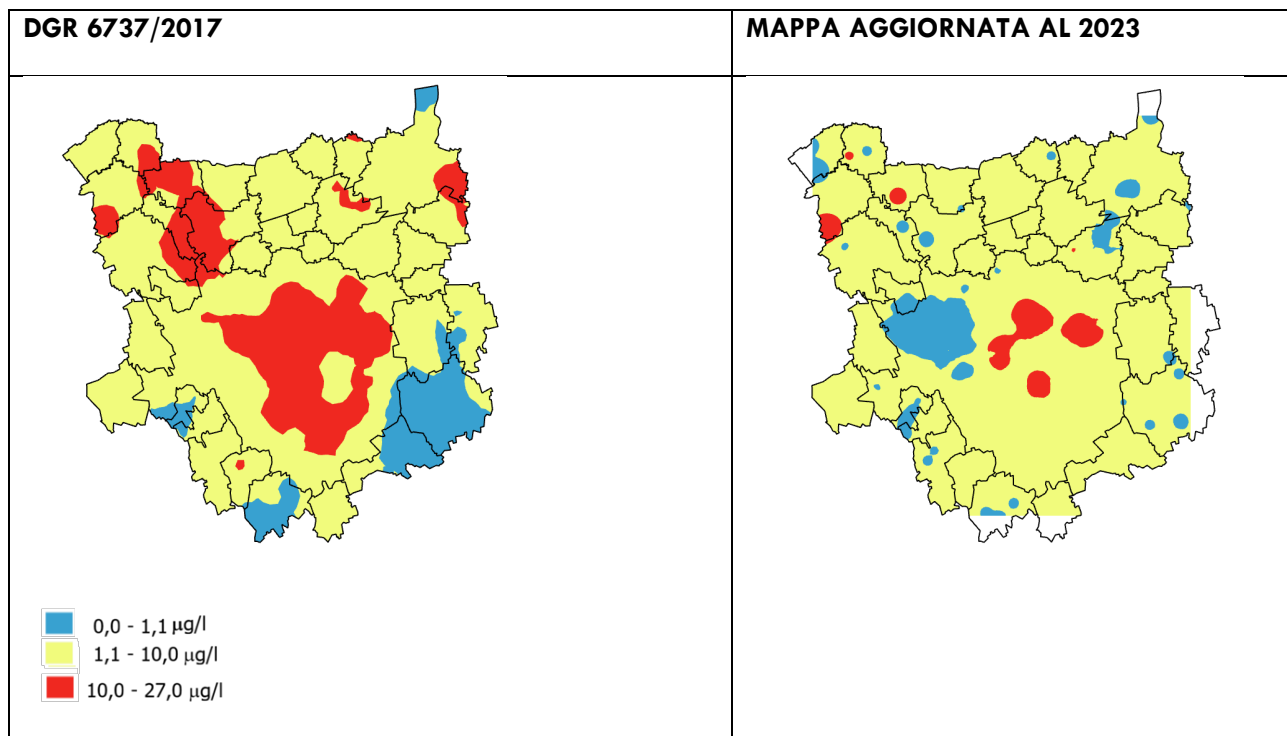 DGR 6737/2017
MAPPA AGGIORNATA AL 2023
0,0 - 1,1 µg/l
1,1 - 10,0 µg/l
10,0 - 27,0 µg/l